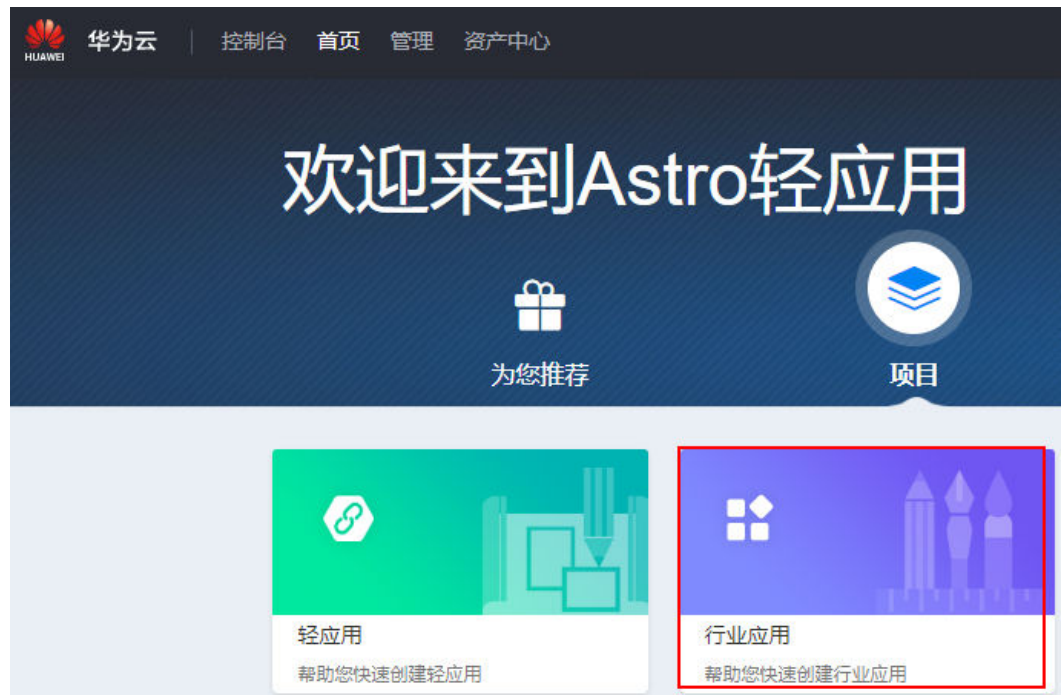 HUAWEI 华为云 控制台 首页 管理 资产中心
欢迎来到Astro轻应用
为您推荐 项目
轻应用 行业应用
帮助您快速创建轻应用 帮助您快速创建行业应用